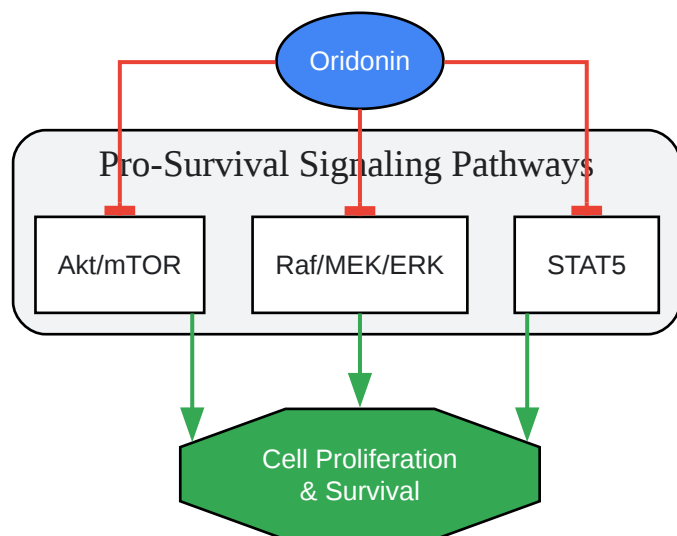 Oridonin
Pro-Survival Signaling Pathways
Akt/mTOR
Raf/MEK/ERK
STAT5
Cell Proliferation
& Survival